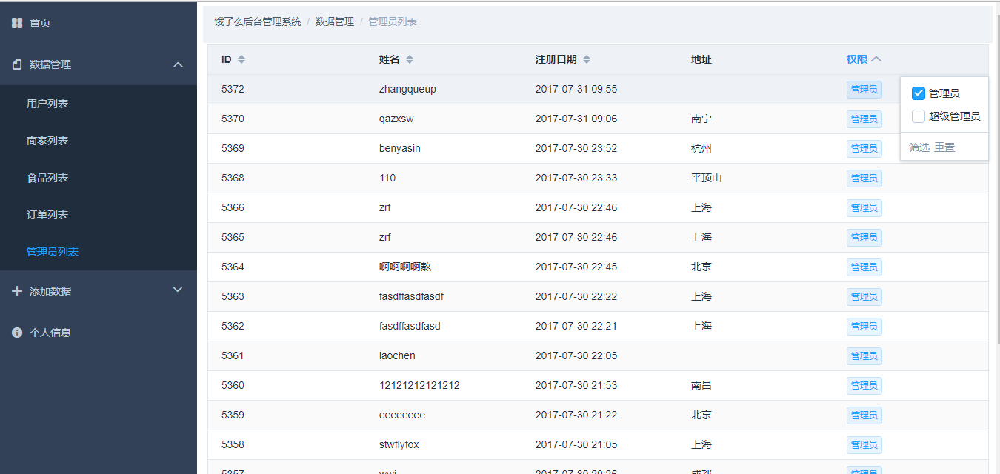 首页
数据管理
用户列表
商家列表
食品列表
订单列表
管理员列表
添加数据
个人信息
饿了么后台管理系统 / 数据管理 / 管理员列表
ID 姓名 注册日期 地址 权限
5372 zhangqueup 2017-07-31 09:55 管理员
5370 qazxsw 2017-07-31 09:06 南宁 管理员
5369 benyasin 2017-07-30 23:52 杭州 管理员
5368 110 2017-07-30 23:33 平顶山 管理员
5366 zrf 2017-07-30 22:46 上海 管理员
5365 zrf 2017-07-30 22:46 上海 管理员
5364 啊啊啊啊熬 2017-07-30 22:45 北京 管理员
5363 fasdffasdfasdf 2017-07-30 22:22 上海 管理员
5362 fasdffasdfasd 2017-07-30 22:21 上海 管理员
5361 laochen 2017-07-30 22:05 管理员
5360 12121212121212 2017-07-30 21:53 南昌 管理员
5359 eeeeeeee 2017-07-30 21:22 北京 管理员
5358 stwflyfox 2017-07-30 21:05 上海 管理员
5357 2017-07-30 20:26 成都 管理员
管理员
超级管理员
筛选 重置